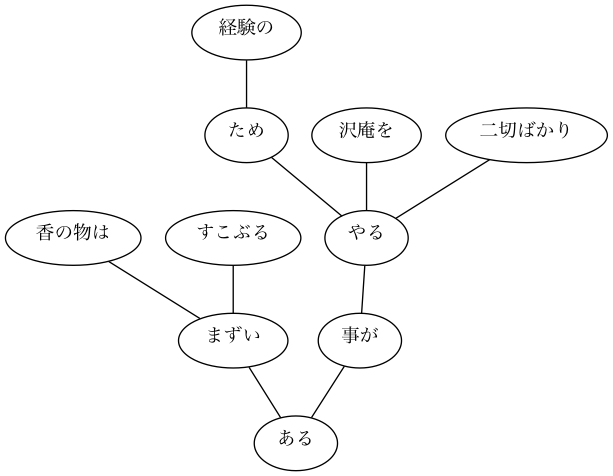 経験の
ため
沢庵を
二切ばかり
香の物は
すこぶる
やる
まずい
事が
ある